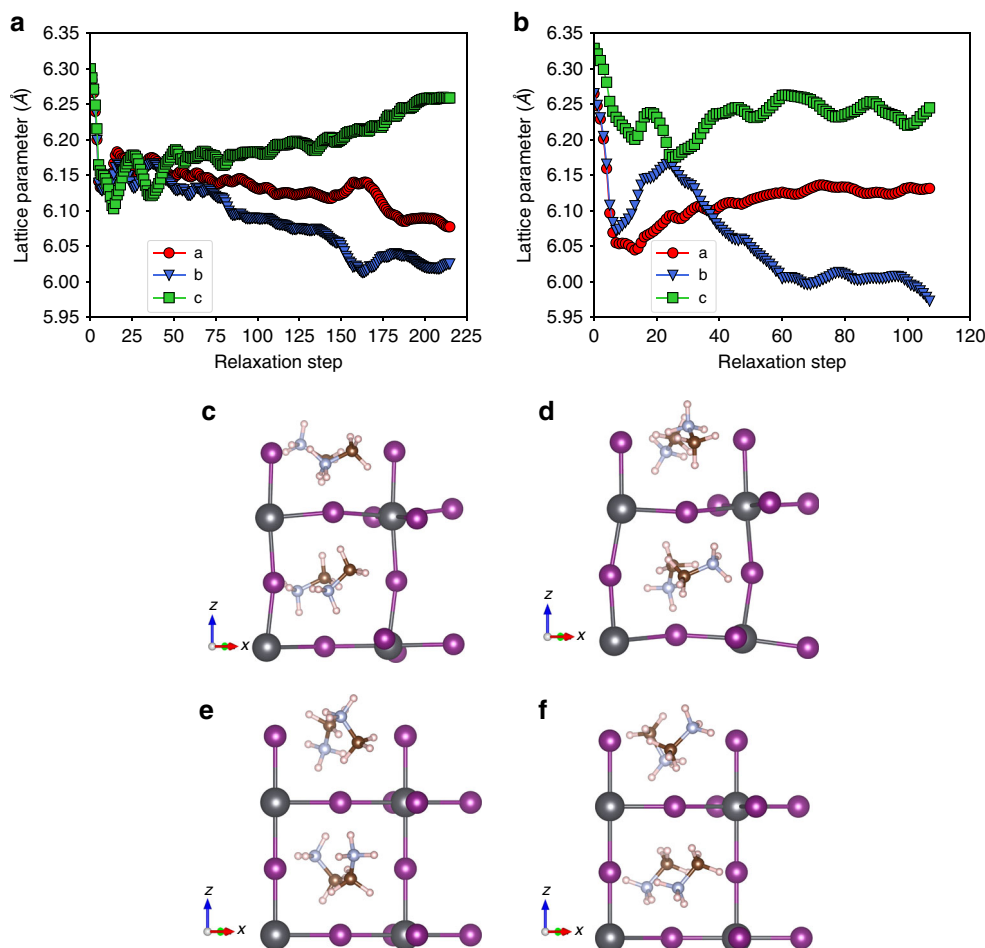 a
Lattice parameter (Å)
6.35
6.30
6.25
6.20
6.15
6.10
6.05
6.00
5.95
a
b
c
0 25 50 75 100 125 150 175 200 225
Relaxation step
b
Lattice parameter (Å)
6.35
6.30
6.25
6.20
6.15
6.10
6.05
6.00
5.95
a
b
c
0 20 40 60 80 100 120
Relaxation step
c
z
x
d
z
x
e
z
x
f
z
x